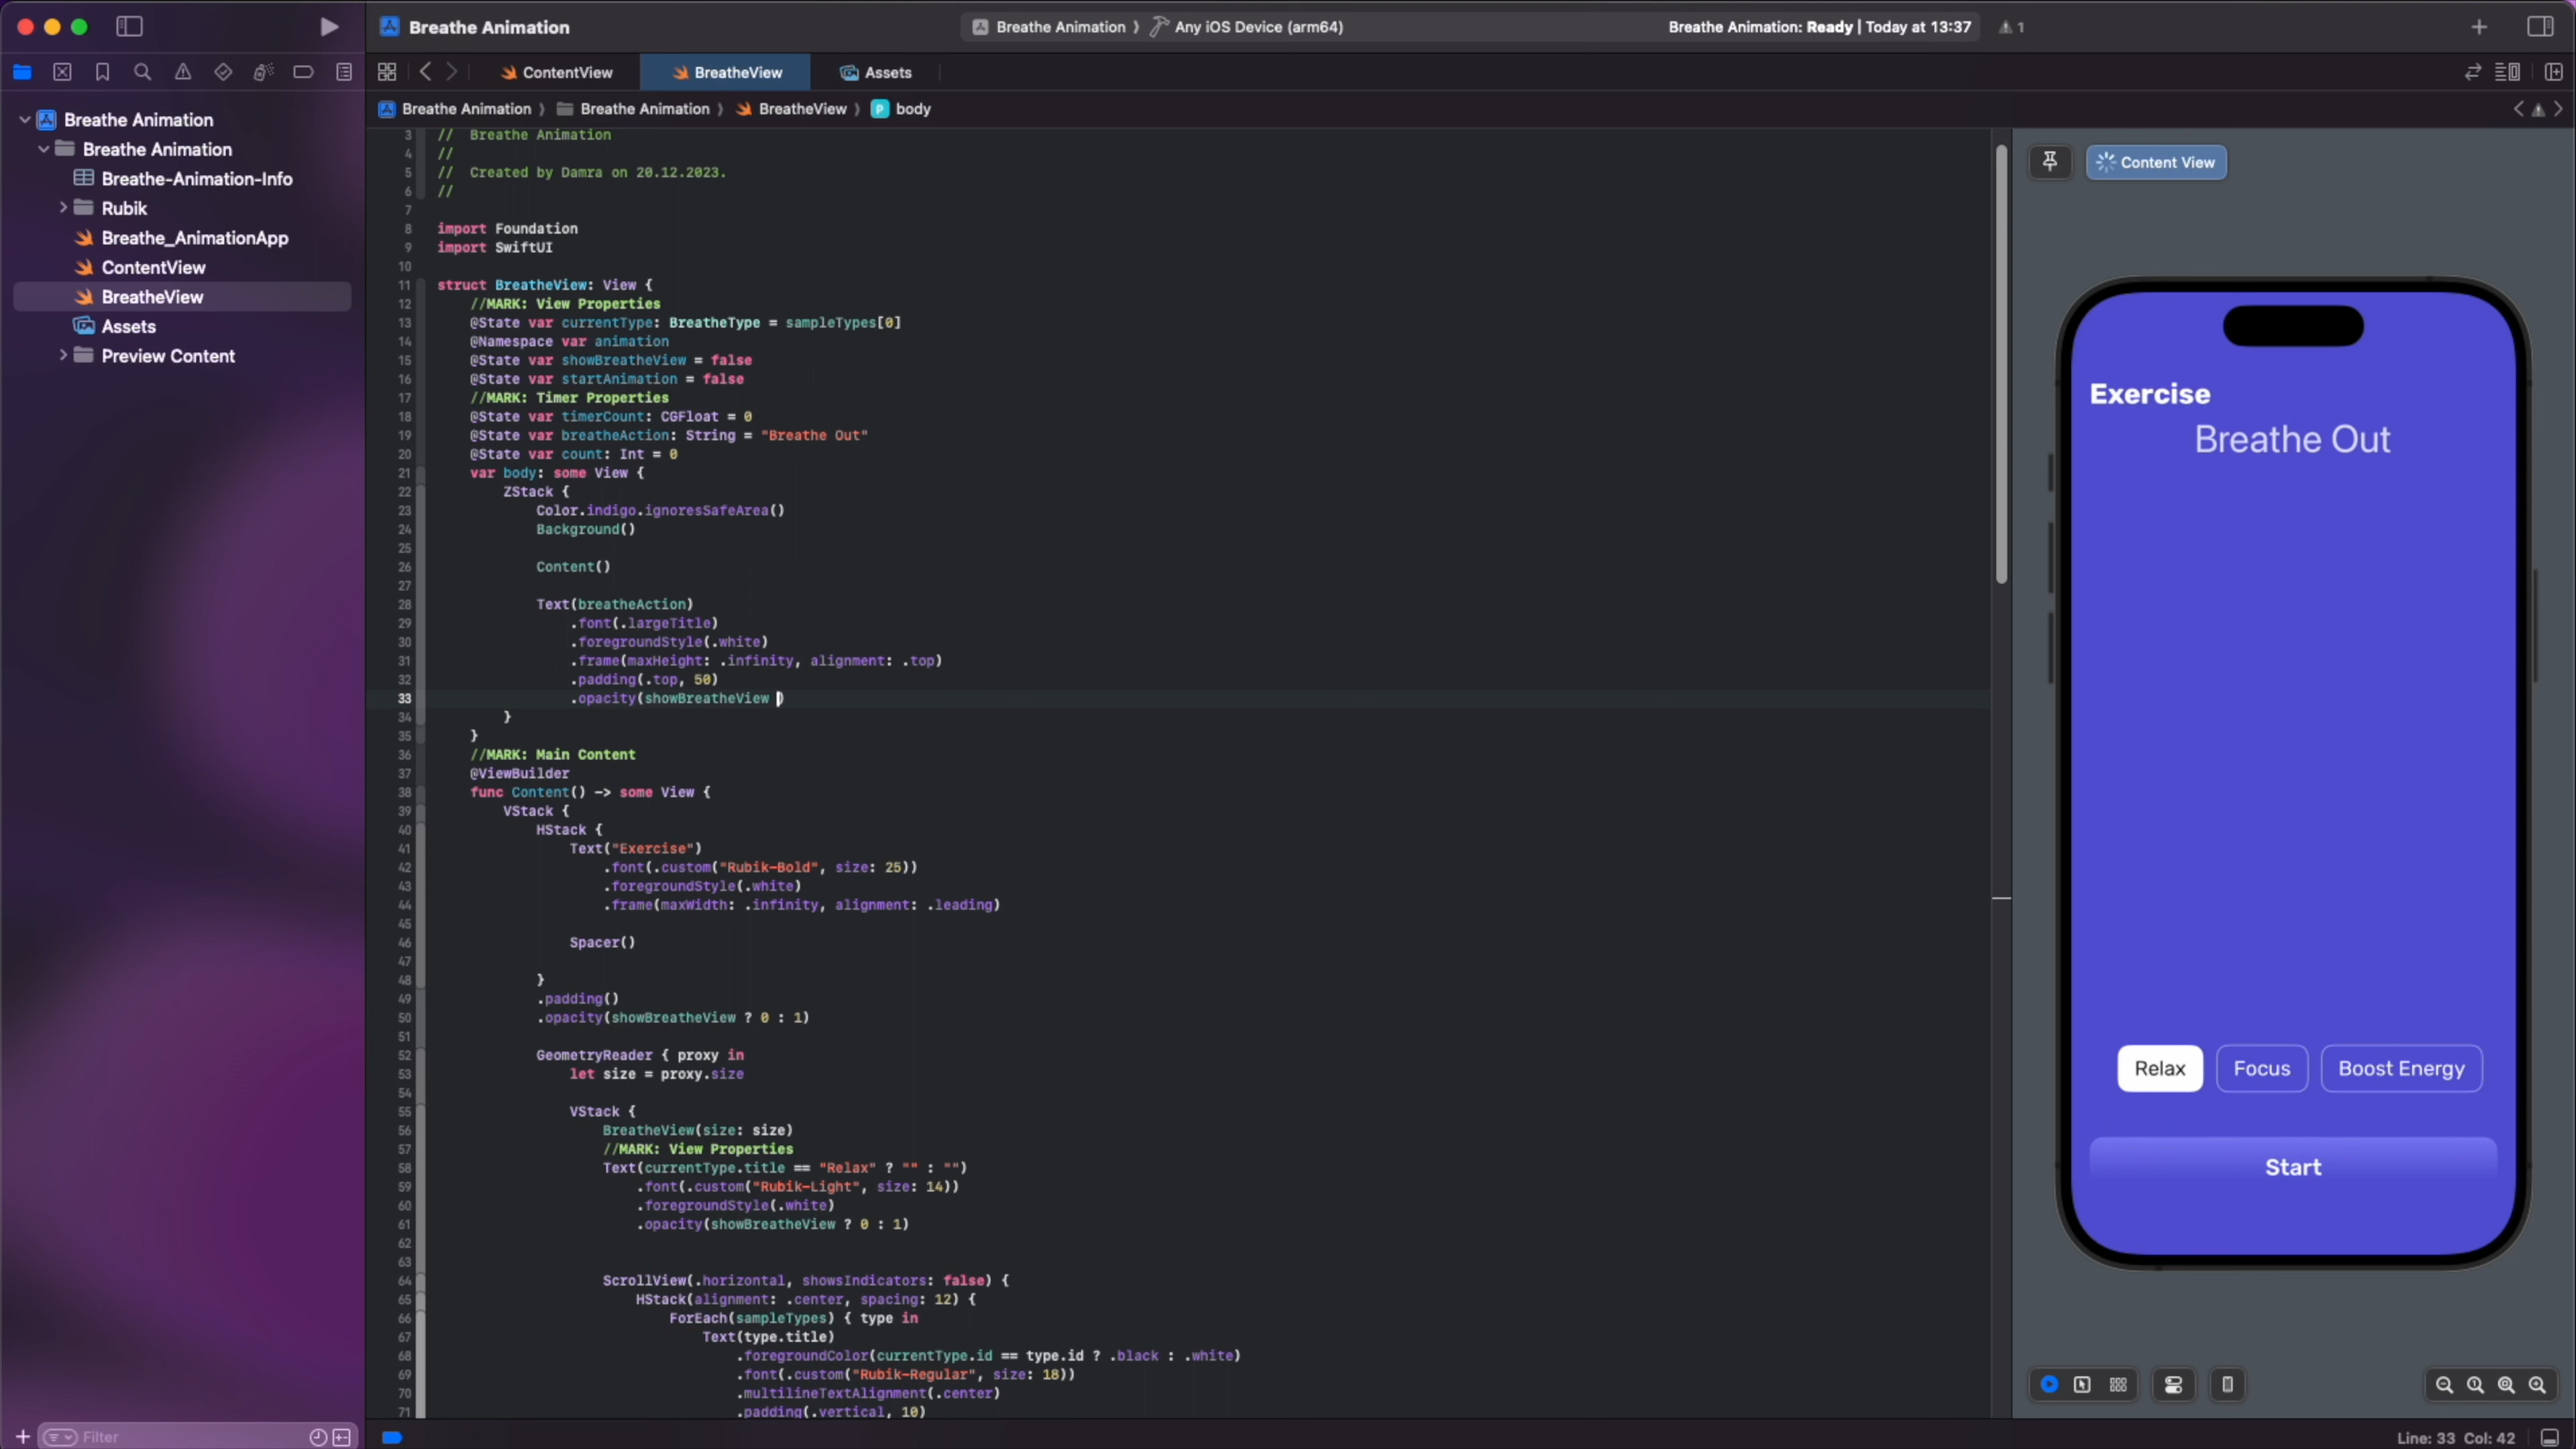 Breathe Animation
Breathe Animation ⟩ Any iOS Device (arm64)
Breathe Animation: Ready | Today at 13:37
1
ContentView
BreatheView
Assets
Breathe Animation ⟩ Breathe Animation ⟩ BreatheView ⟩ P body
Breathe Animation
Breathe Animation
Breathe-Animation-Info
Rubik
Breathe_AnimationApp
ContentView
BreatheView
Assets
Preview Content
Filter
3 //  Breathe Animation
4 //
5 //  Created by Damra on 20.12.2023.
6 //
7
8 import Foundation
9 import SwiftUI
10
11 struct BreatheView: View {
12 //MARK: View Properties
13 @State var currentType: BreatheType = sampleTypes[0]
14 @Namespace var animation
15 @State var showBreatheView = false
16 @State var startAnimation = false
17 //MARK: Timer Properties
18 @State var timerCount: CGFloat = 0
19 @State var breatheAction: String = "Breathe Out"
20 @State var count: Int = 0
21 var body: some View {
22 ZStack {
23 Color.indigo.ignoresSafeArea()
24 Background()
25
26 Content()
27
28 Text(breatheAction)
29 .font(.largeTitle)
30 .foregroundStyle(.white)
31 .frame(maxHeight: .infinity, alignment: .top)
32 .padding(.top, 50)
33 .opacity(showBreatheView )
34 }
35 }
36 //MARK: Main Content
37 @ViewBuilder
38 func Content() -> some View {
39 VStack {
40 HStack {
41 Text("Exercise")
42 .font(.custom("Rubik-Bold", size: 25))
43 .foregroundStyle(.white)
44 .frame(maxWidth: .infinity, alignment: .leading)
45
46 Spacer()
47
48 }
49 .padding()
50 .opacity(showBreatheView ? 0 : 1)
51
52 GeometryReader { proxy in
53 let size = proxy.size
54
55 VStack {
56 BreatheView(size: size)
57 //MARK: View Properties
58 Text(currentType.title == "Relax" ? "" : "")
59 .font(.custom("Rubik-Light", size: 14))
60 .foregroundStyle(.white)
61 .opacity(showBreatheView ? 0 : 1)
62
63
64 ScrollView(.horizontal, showsIndicators: false) {
65 HStack(alignment: .center, spacing: 12) {
66 ForEach(sampleTypes) { type in
67 Text(type.title)
68 .foregroundColor(currentType.id == type.id ? .black : .white)
69 .font(.custom("Rubik-Regular", size: 18))
70 .multilineTextAlignment(.center)
71 .padding(.vertical, 10)
Content View
Exercise
Breathe Out
Relax
Focus
Boost Energy
Start
Line: 33 Col: 42